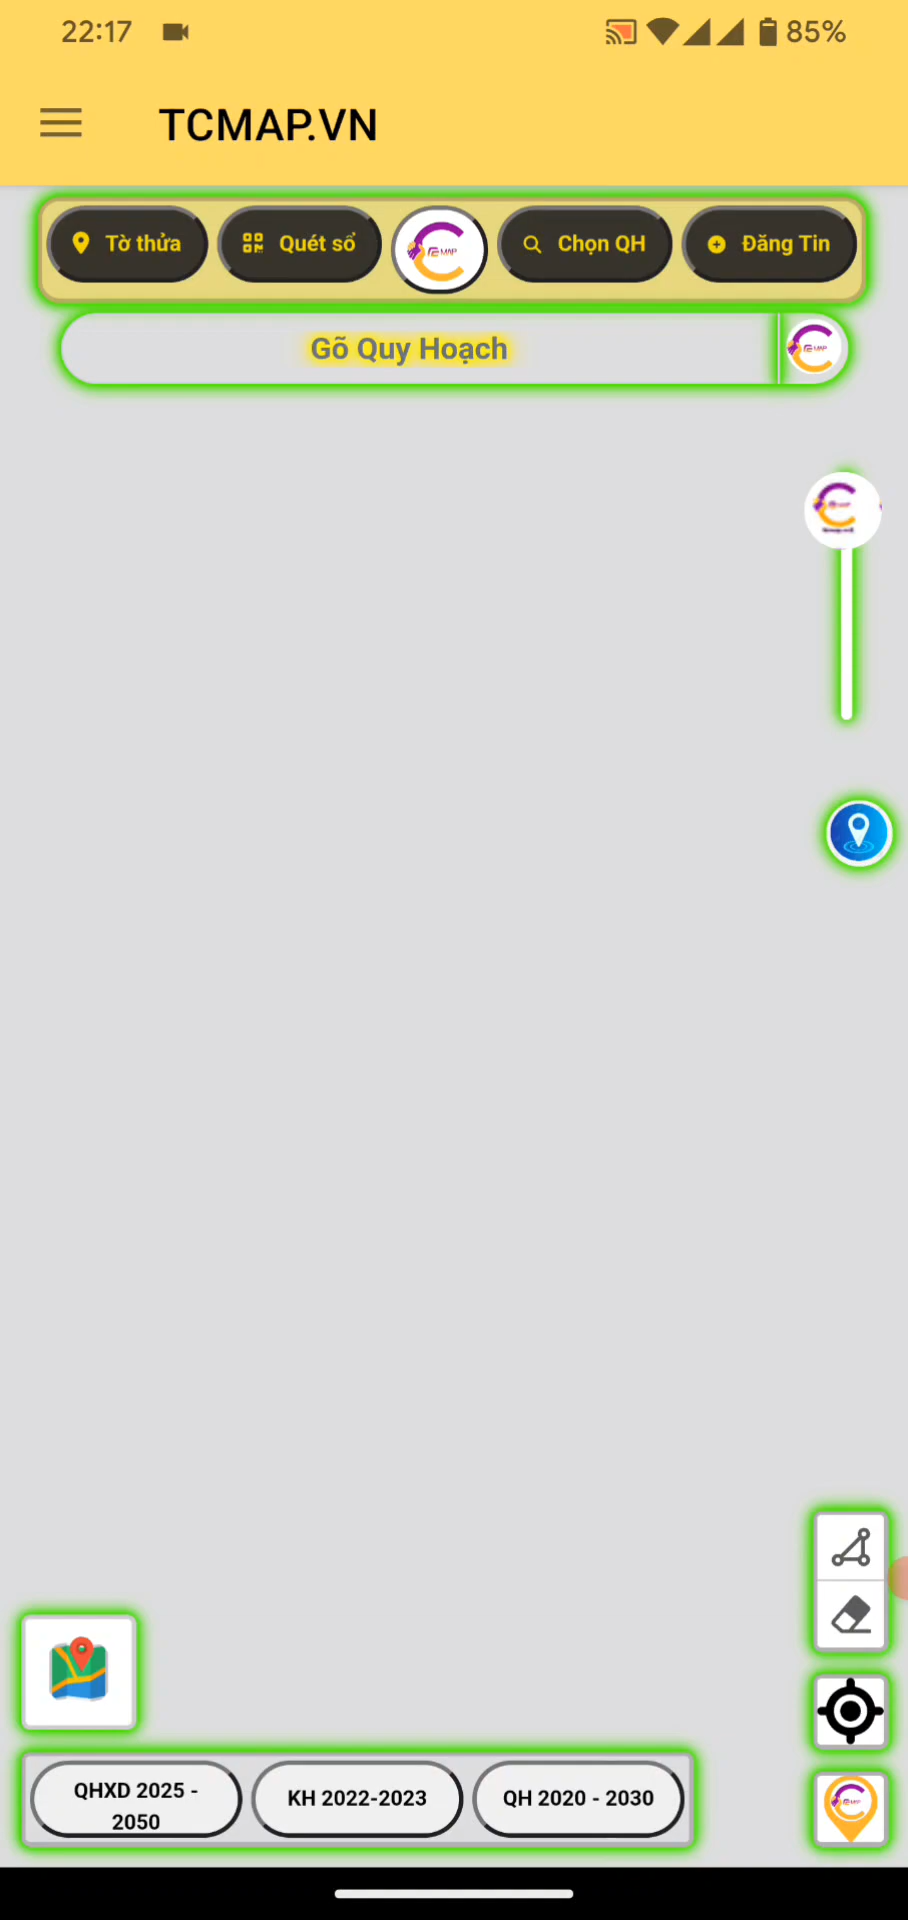 22:17
85%
TCMAP.VN
Tờ thửa
Quét sổ
Chọn QH
Đăng Tin
Gõ Quy Hoạch
QHXD 2025 -
2050
KH 2022-2023
QH 2020 - 2030